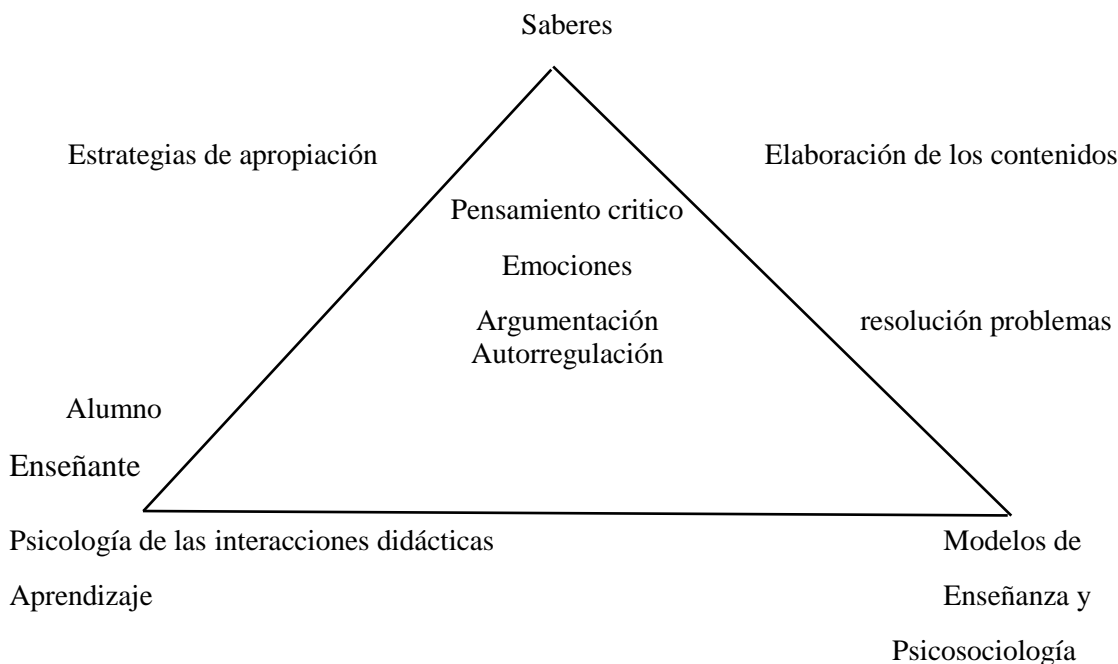 Saberes
Estrategias de apropiación
Elaboración de los contenidos
Pensamiento critico
Emociones
Argumentación
resolución problemas
Autorregulación
Alumno
Enseñante
Psicología de las interacciones didácticas
Modelos de
Aprendizaje
Enseñanza y
Psicosociología